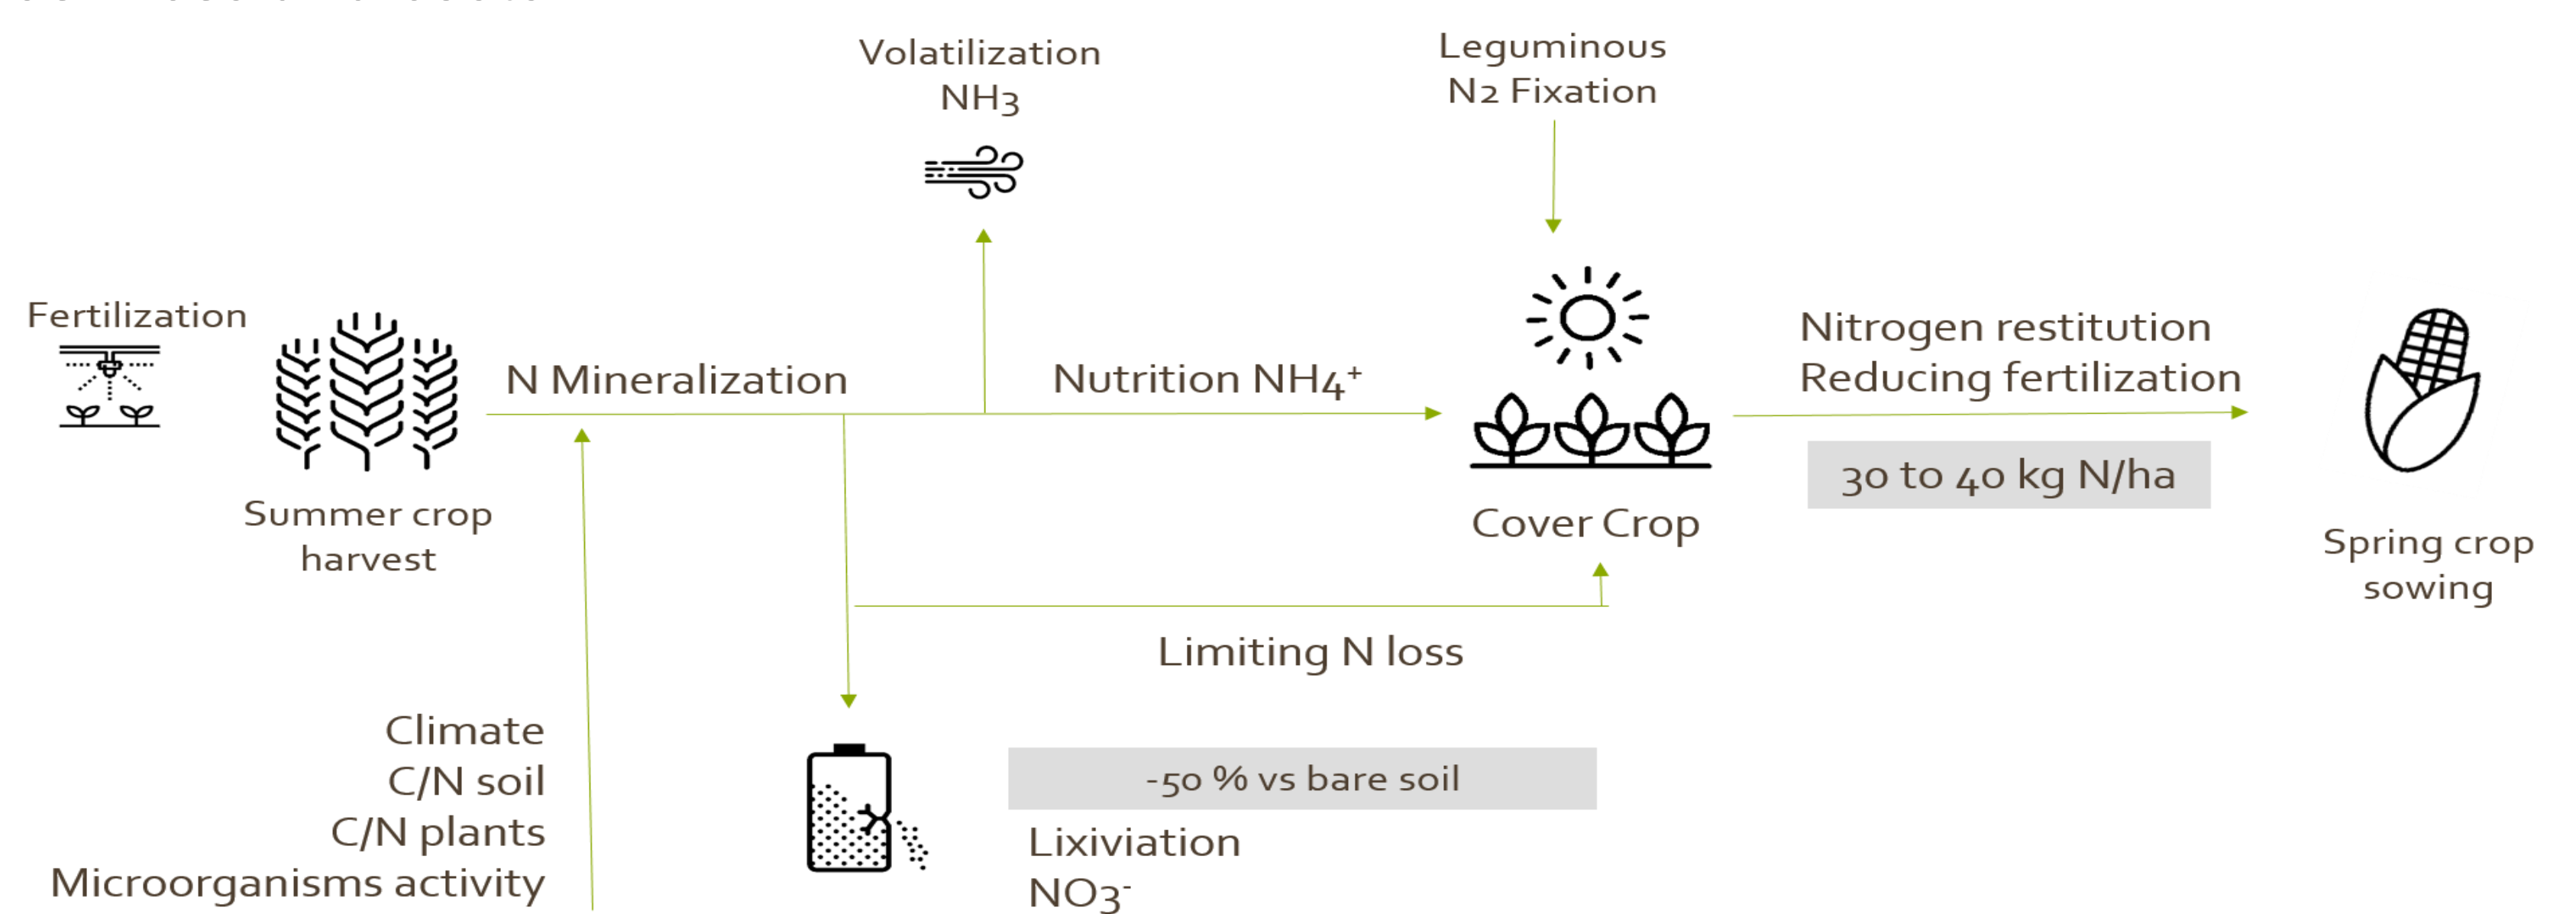 Volatilization
NH3
Leguminous
N2 Fixation
Fertilization
N Mineralization
Nutrition NH4⁺
Nitrogen restitution
Reducing fertilization
30 to 40 kg N/ha
Summer crop
harvest
Cover Crop
Spring crop
sowing
Limiting N loss
Climate
C/N soil
C/N plants
Microorganisms activity
-50 % vs bare soil
Lixiviation
NO3⁻